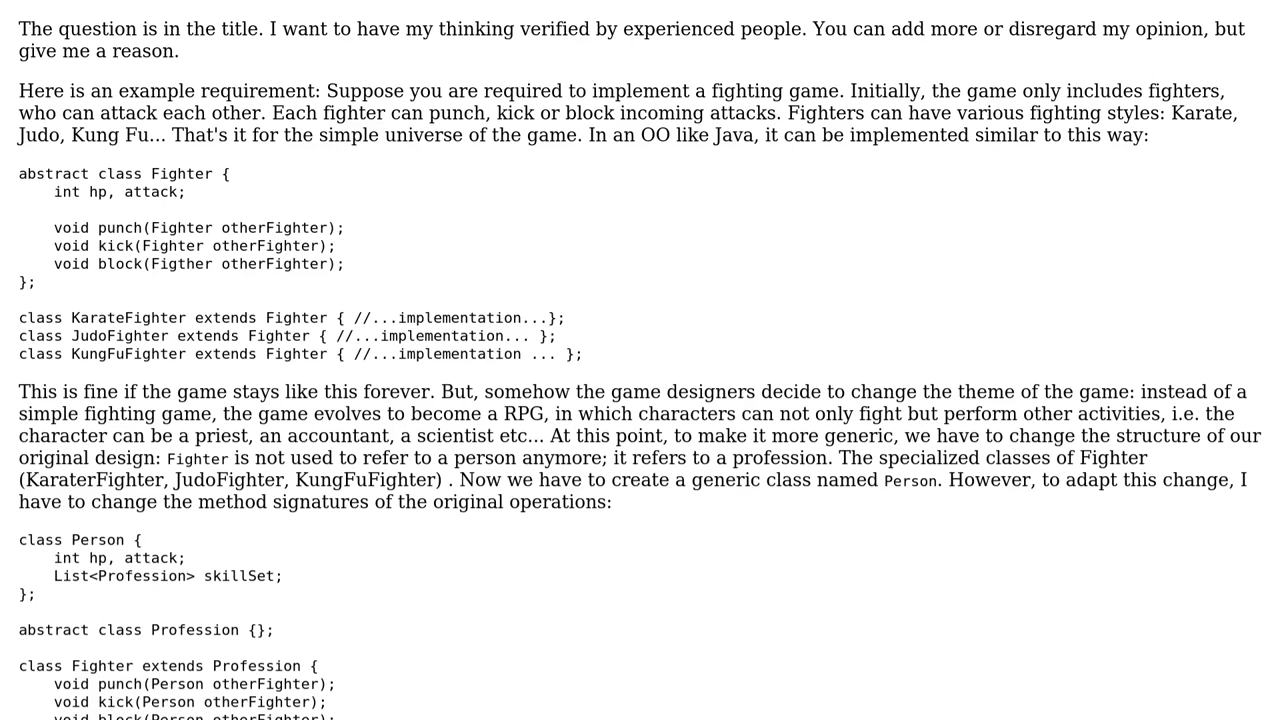 The question is in the title. I want to have my thinking verified by experienced people. You can add more or disregard my opinion, but
give me a reason.
Here is an example requirement: Suppose you are required to implement a fighting game. Initially, the game only includes fighters,
who can attack each other. Each fighter can punch, kick or block incoming attacks. Fighters can have various fighting styles: Karate,
Judo, Kung Fu... That's it for the simple universe of the game. In an OO like Java, it can be implemented similar to this way:
abstract class Fighter {
    int hp, attack;
    void punch(Fighter otherFighter);
    void kick(Fighter otherFighter);
    void block(Figther otherFighter);
};
class KarateFighter extends Fighter { //...implementation...};
class JudoFighter extends Fighter { //...implementation... };
class KungFuFighter extends Fighter { //...implementation ... };
This is fine if the game stays like this forever. But, somehow the game designers decide to change the theme of the game: instead of a
simple fighting game, the game evolves to become a RPG, in which characters can not only fight but perform other activities, i.e. the
character can be a priest, an accountant, a scientist etc... At this point, to make it more generic, we have to change the structure of our
original design: Fighter is not used to refer to a person anymore; it refers to a profession. The specialized classes of Fighter
(KaraterFighter, JudoFighter, KungFuFighter) . Now we have to create a generic class named Person. However, to adapt this change, I
have to change the method signatures of the original operations:
class Person {
    int hp, attack;
    List<Profession> skillSet;
};
abstract class Profession {};
class Fighter extends Profession {
    void punch(Person otherFighter);
    void kick(Person otherFighter);
    void block(Person otherFighter);